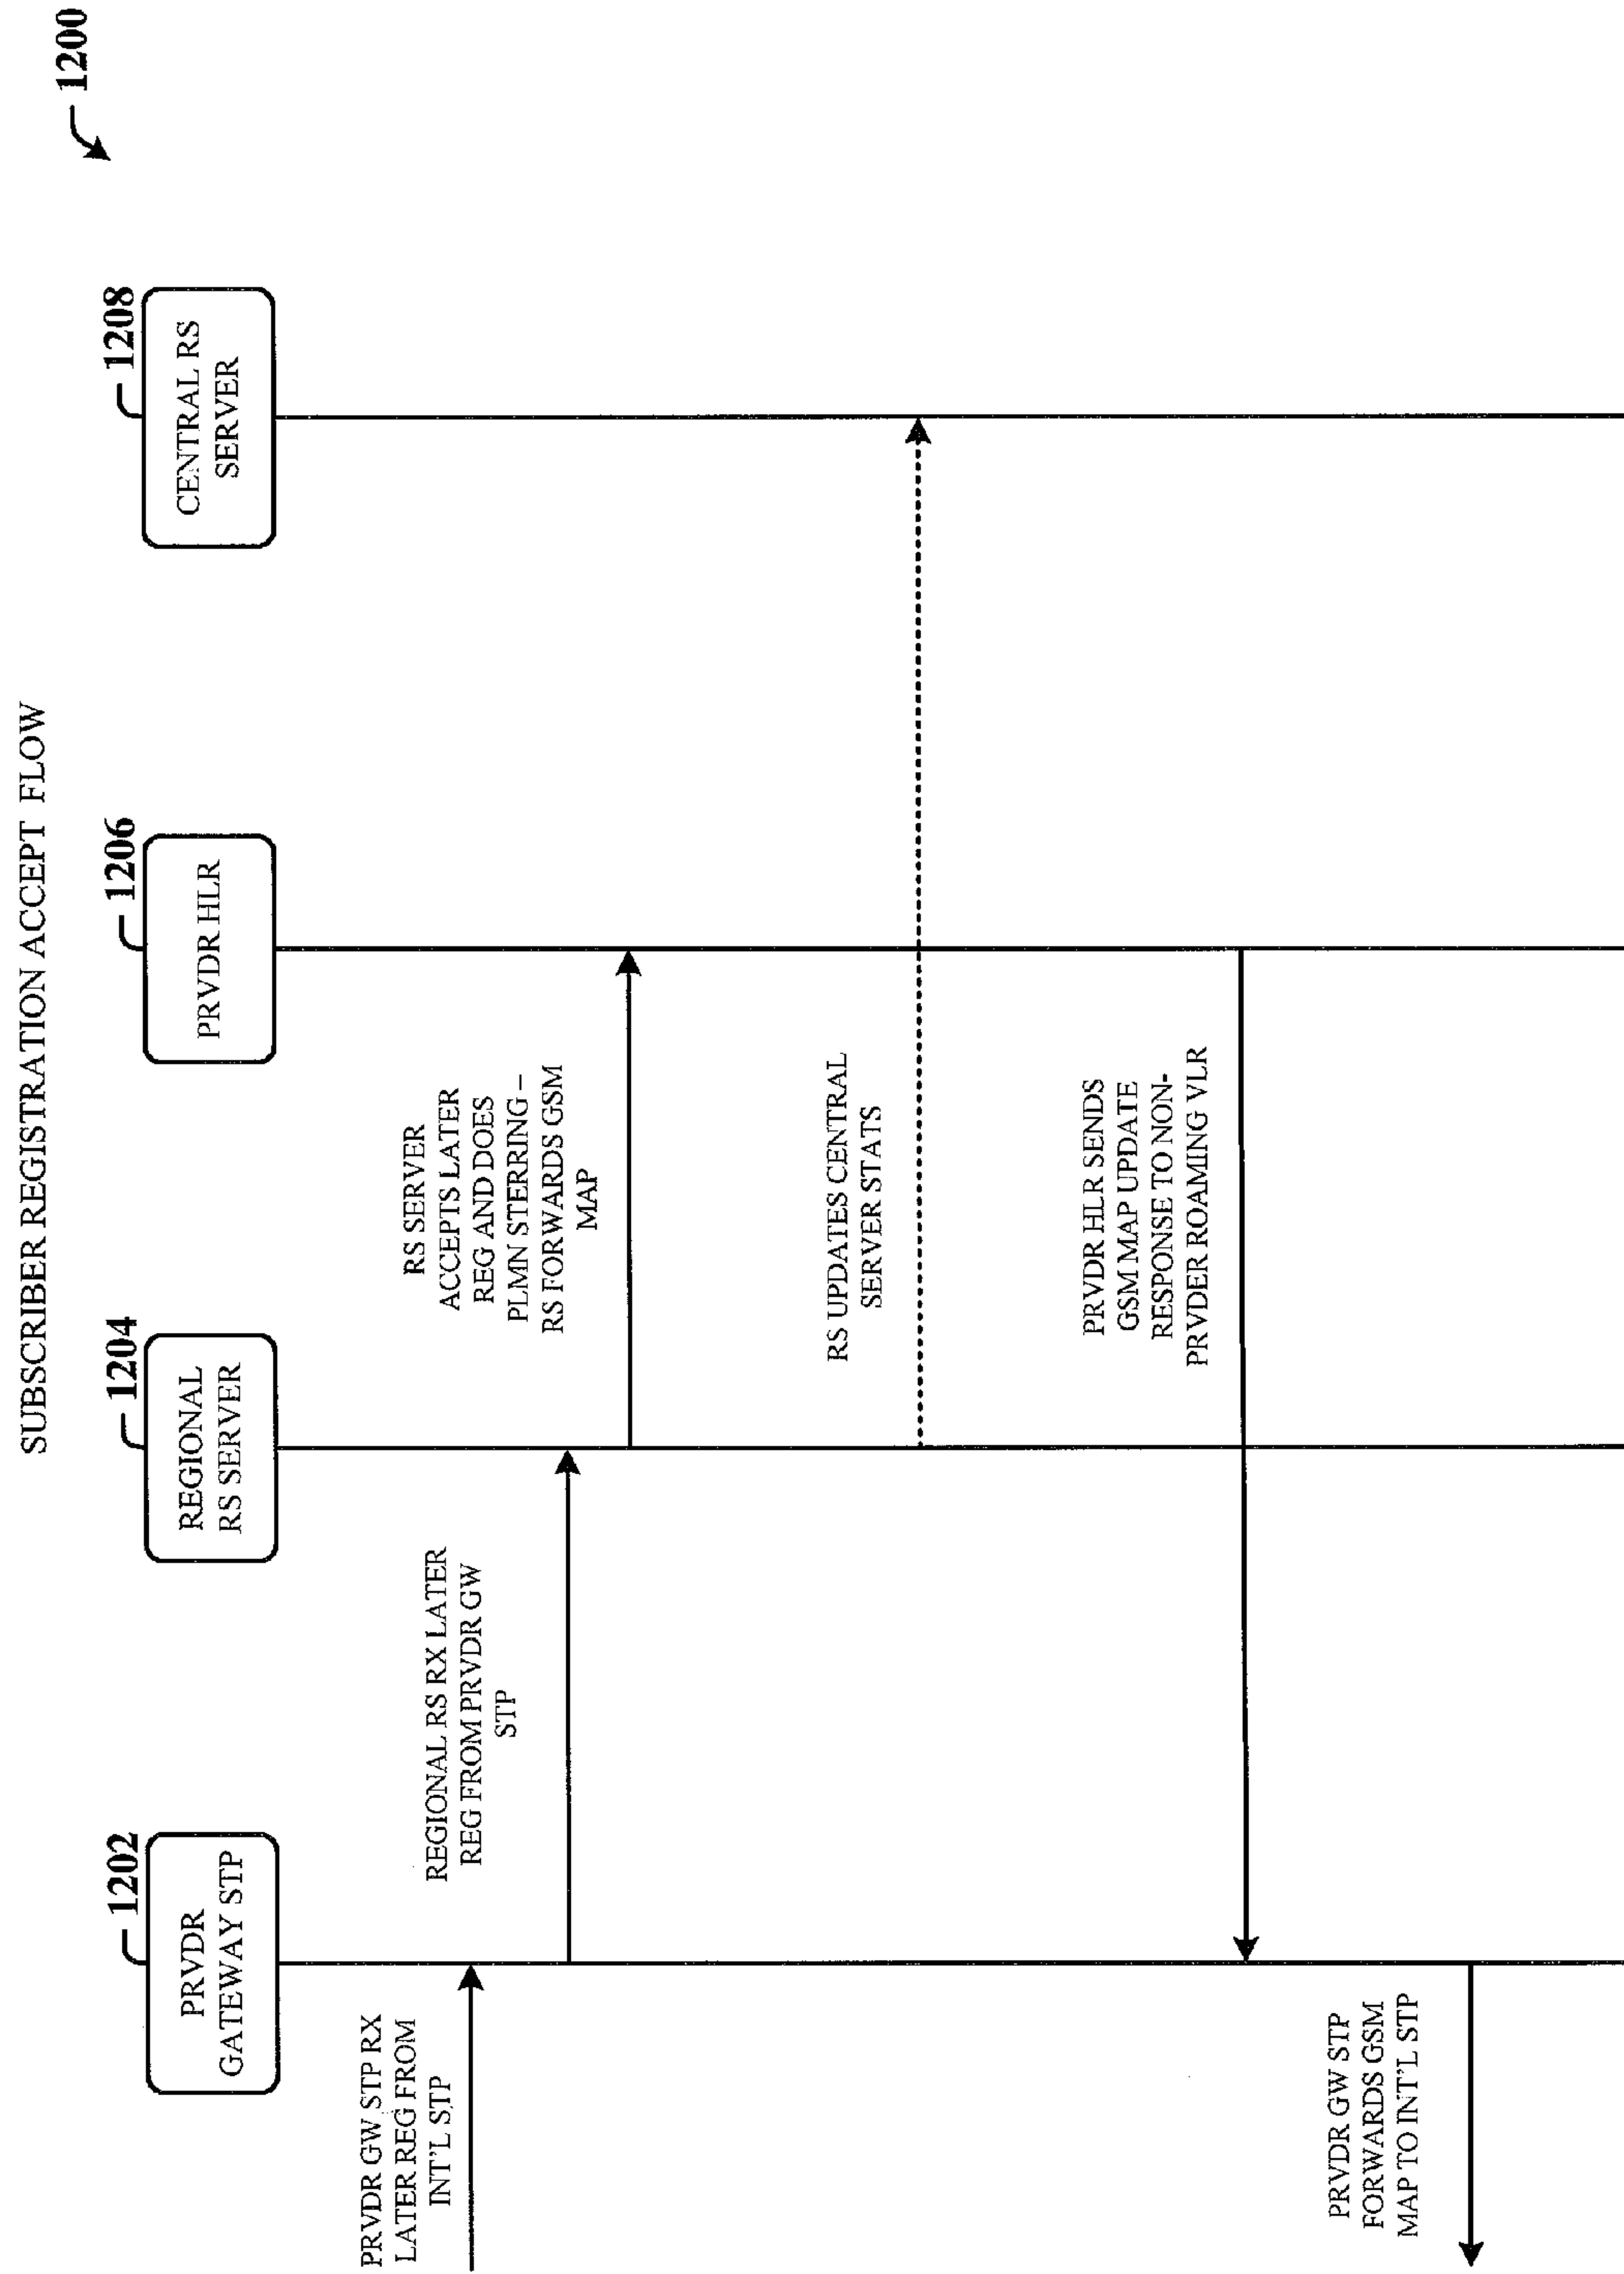 SUBSCRIBER REGISTRATION ACCEPT FLOW
1200
1202
PRVDR
GATEWAY STP
1204
REGIONAL
RS SERVER
1206
PRVDR HLR
1208
CENTRAL RS
SERVER
PRVDR GW STP RX
LATER REG FROM
INT'L STP
REGIONAL RS RX LATER
REG FROM PRVDR GW
STP
RS SERVER
ACCEPTS LATER
REG AND DOES
PLMN STERRING –
RS FORWARDS GSM
MAP
RS UPDATES CENTRAL
SERVER STATS
PRVDR HLR SENDS
GSM MAP UPDATE
RESPONSE TO NON-
PRVDER ROAMING VLR
PRVDR GW STP
FORWARDS GSM
MAP TO INT'L STP